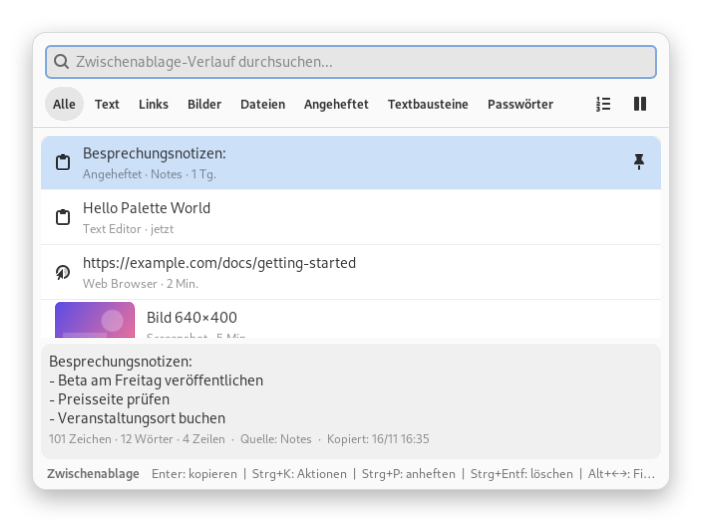 Zwischenablage-Verlauf durchsuchen...
Alle Text Links Bilder Dateien Angeheftet Textbausteine Passwörter
Besprechungsnotizen:
Angeheftet · Notes · 1 Tg.
Hello Palette World
Text Editor · jetzt
https://example.com/docs/getting-started
Web Browser · 2 Min.
Bild 640×400
Screenshot · 5 Min.
Besprechungsnotizen:
- Beta am Freitag veröffentlichen
- Preisseite prüfen
- Veranstaltungsort buchen
101 Zeichen · 12 Wörter · 4 Zeilen · Quelle: Notes · Kopiert: 16/11 16:35
Zwischenablage Enter: kopieren | Strg+K: Aktionen | Strg+P: anheften | Strg+Entf: löschen | Alt+←→: Fi…